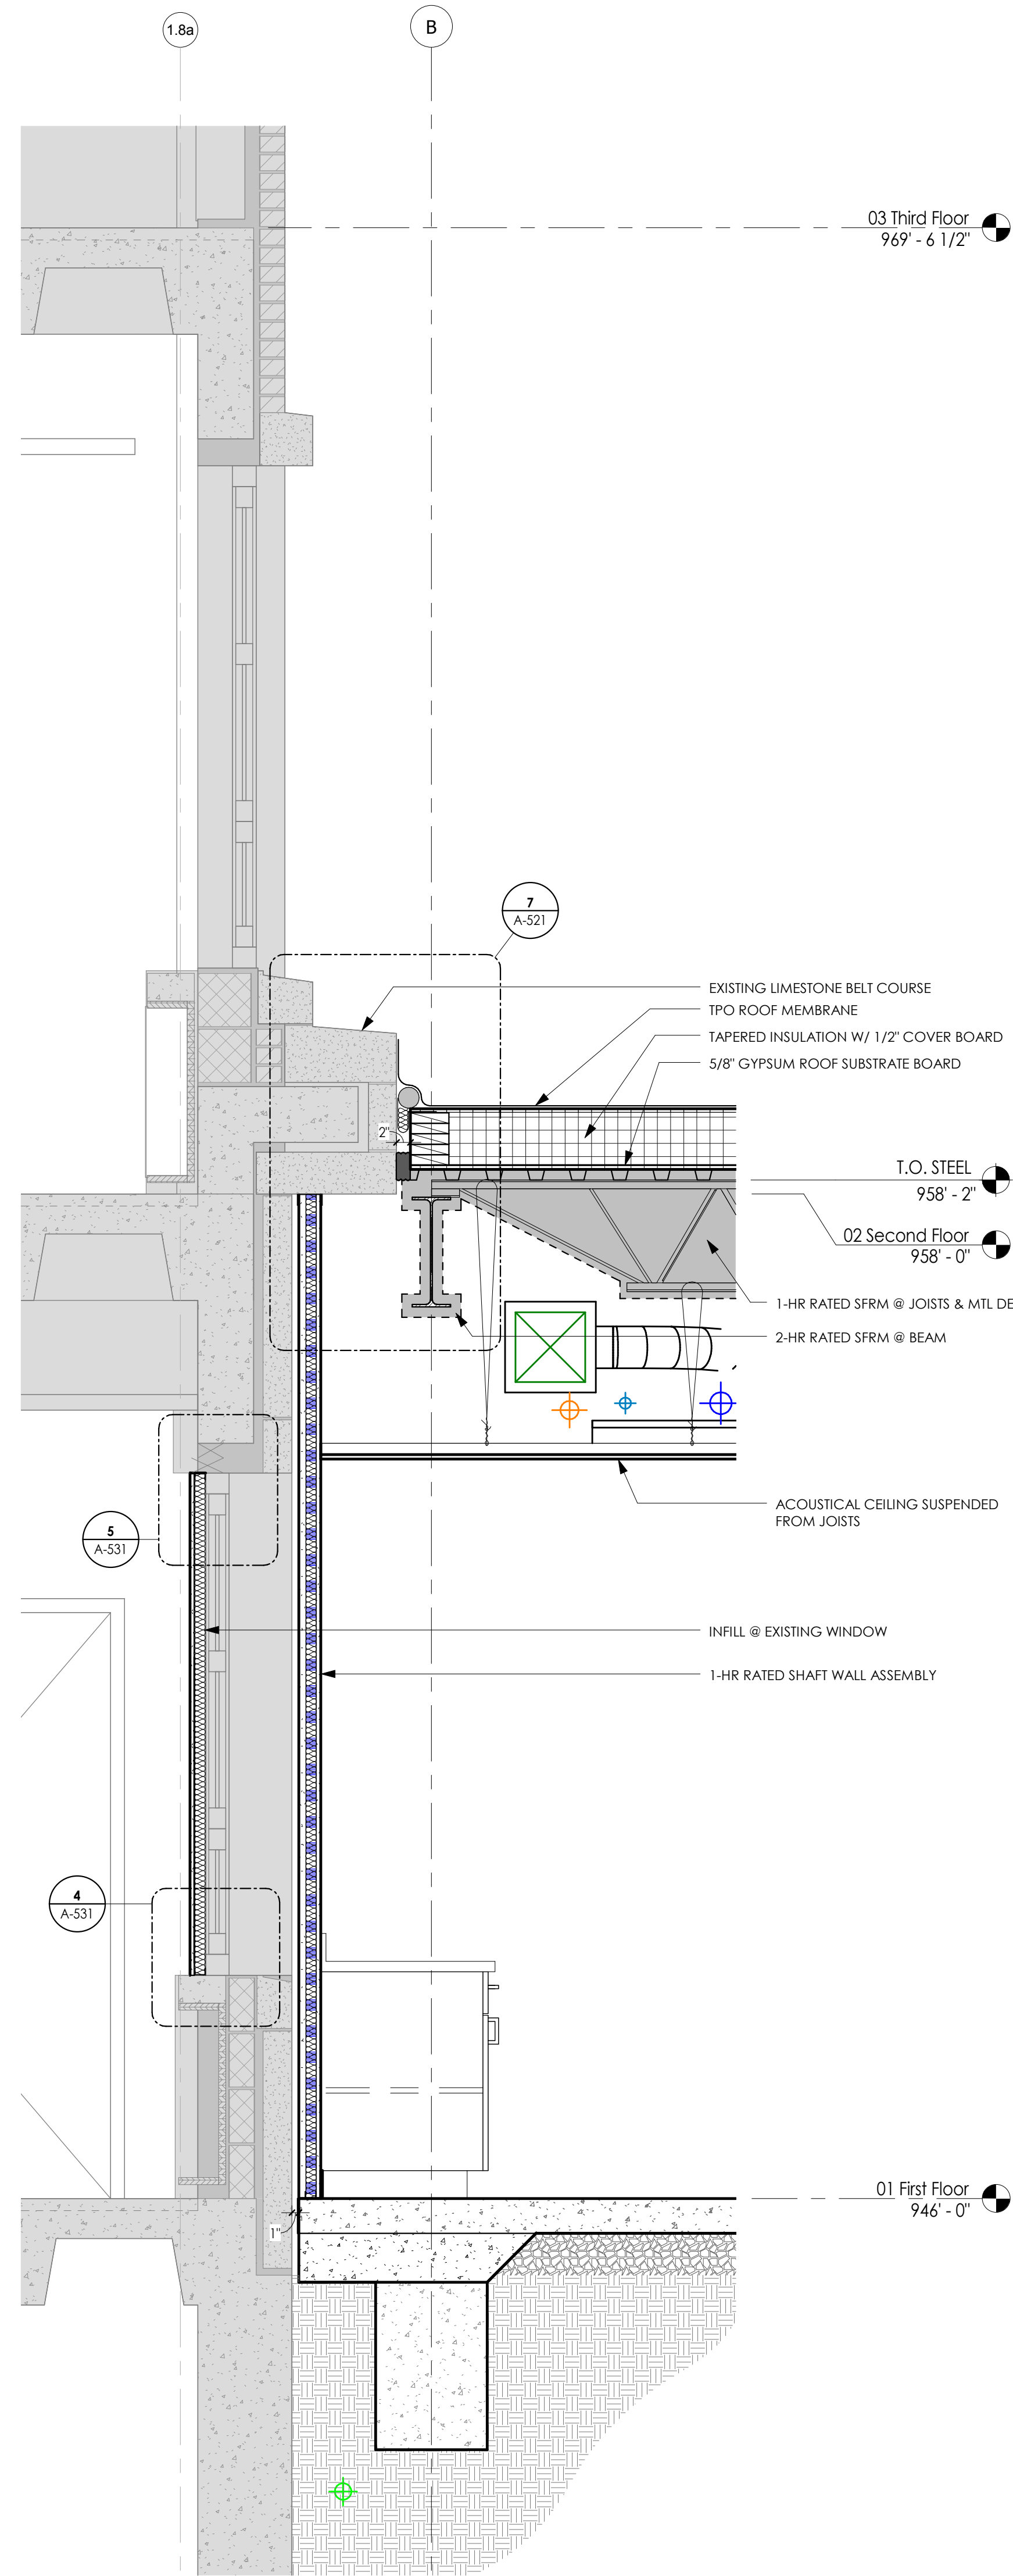 1.8a
B
03 Third Floor
969' - 6 1/2"
7
A-521
EXISTING LIMESTONE BELT COURSE
TPO ROOF MEMBRANE
TAPERED INSULATION W/ 1/2" COVER BOARD
5/8" GYPSUM ROOF SUBSTRATE BOARD
2"
T.O. STEEL
958' - 2"
02 Second Floor
958' - 0"
1-HR RATED SFRM @ JOISTS & MTL DE
2-HR RATED SFRM @ BEAM
ACOUSTICAL CEILING SUSPENDED
FROM JOISTS
5
A-531
INFILL @ EXISTING WINDOW
1-HR RATED SHAFT WALL ASSEMBLY
4
A-531
01 First Floor
946' - 0"
1"